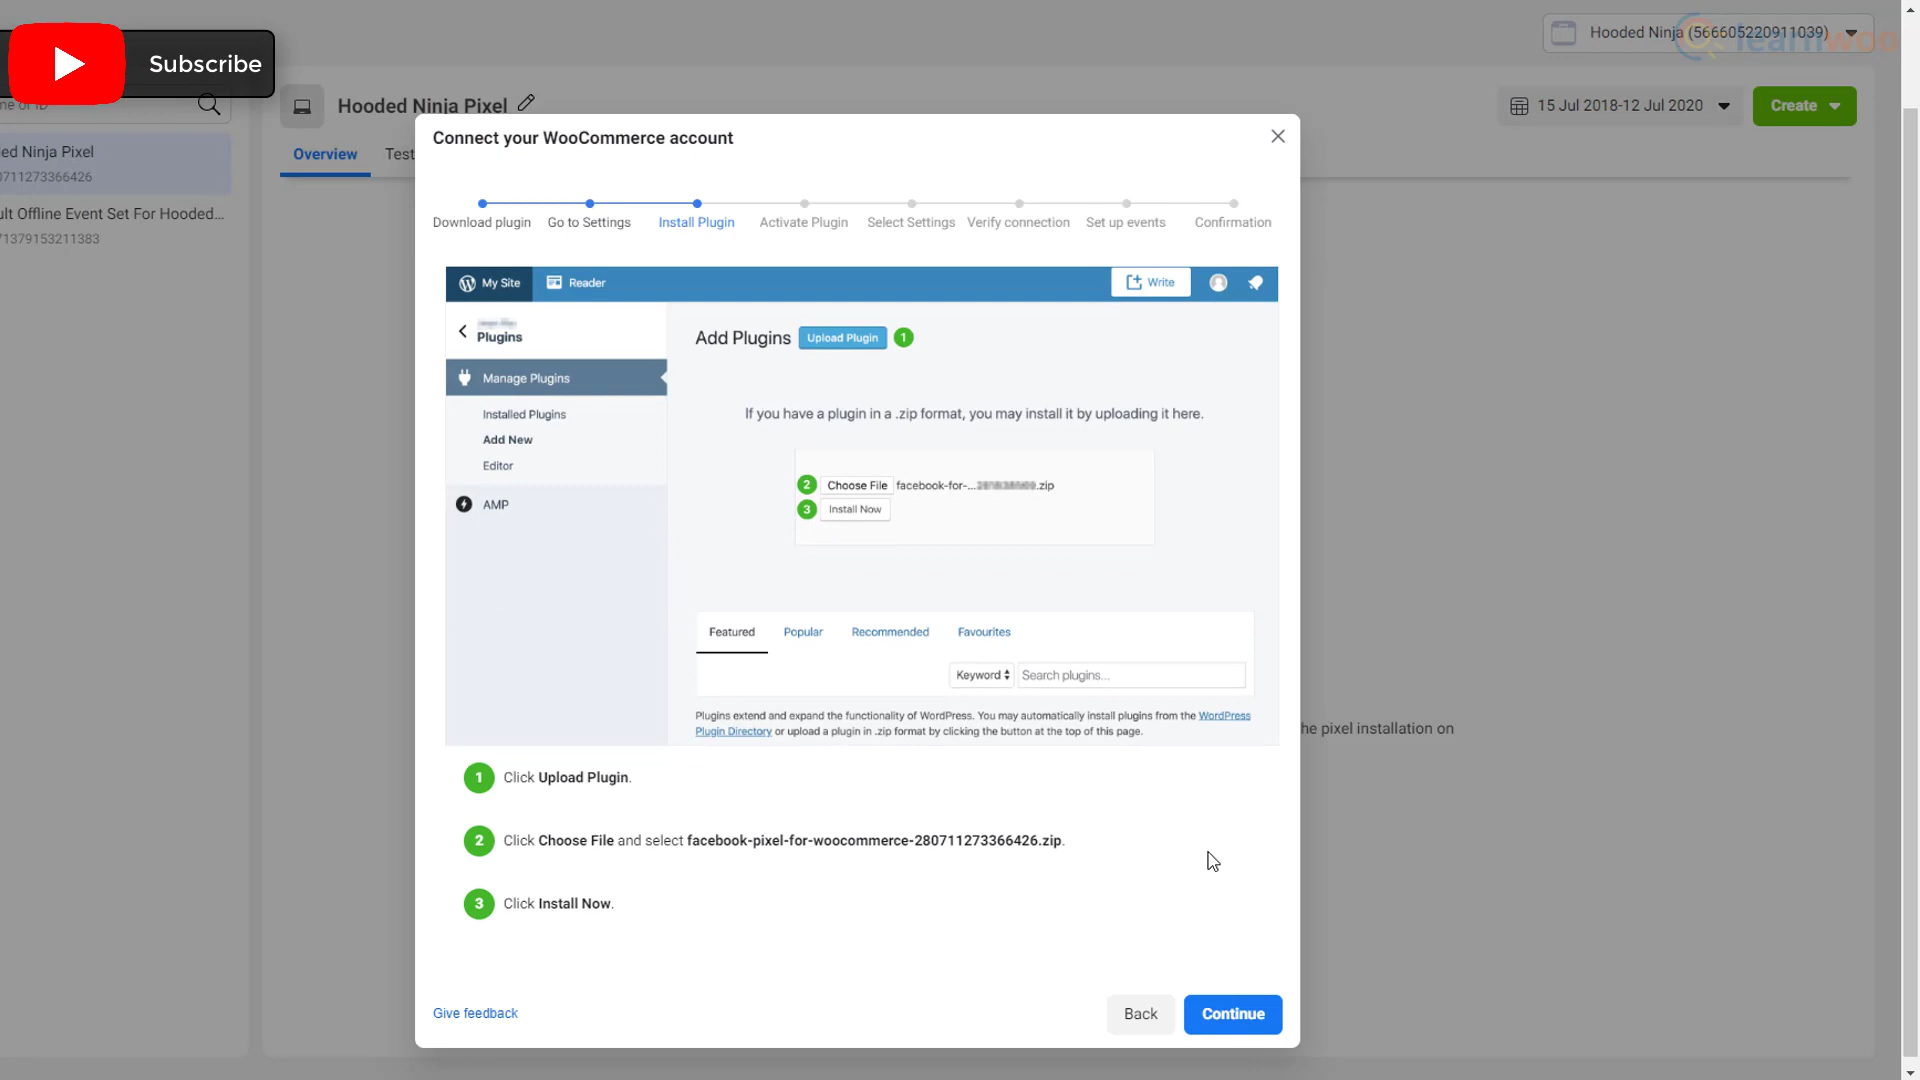 Subscribe
Hooded Ninja (566605220911039)
learnwoo
me or ID
Hooded Ninja Pixel
15 Jul 2018-12 Jul 2020
Create
ed Ninja Pixel
0711273366426
ult Offline Event Set For Hooded...
71379153211383
Overview
Test
Connect your WooCommerce account
Download plugin
Go to Settings
Install Plugin
Activate Plugin
Select Settings
Verify connection
Set up events
Confirmation
My Site
Reader
Write
Plugins
Manage Plugins
Installed Plugins
Add New
Editor
AMP
Add Plugins
Upload Plugin
1
If you have a plugin in a .zip format, you may install it by uploading it here.
2 Choose File facebook-for-... .zip
3 Install Now
Featured
Popular
Recommended
Favourites
Keyword
Search plugins...
Plugins extend and expand the functionality of WordPress. You may automatically install plugins from the WordPress
Plugin Directory or upload a plugin in .zip format by clicking the button at the top of this page.
he pixel installation on
1 Click Upload Plugin.
2 Click Choose File and select facebook-pixel-for-woocommerce-280711273366426.zip.
3 Click Install Now.
Give feedback
Back
Continue